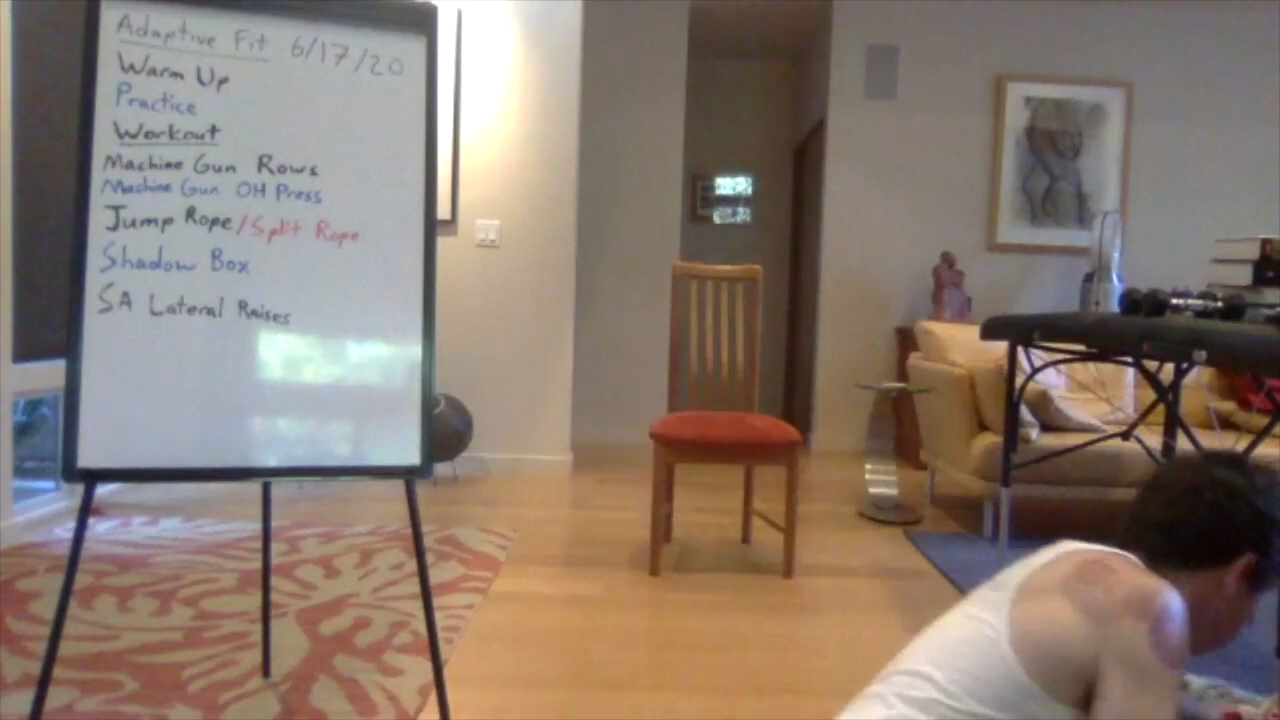 Adaptive Fit 6/17/20
Warm Up
Practice
Workout
Machine Gun Rows
Machine Gun OH Press
Jump Rope/Split Rope
Shadow Box
SA Lateral Raises